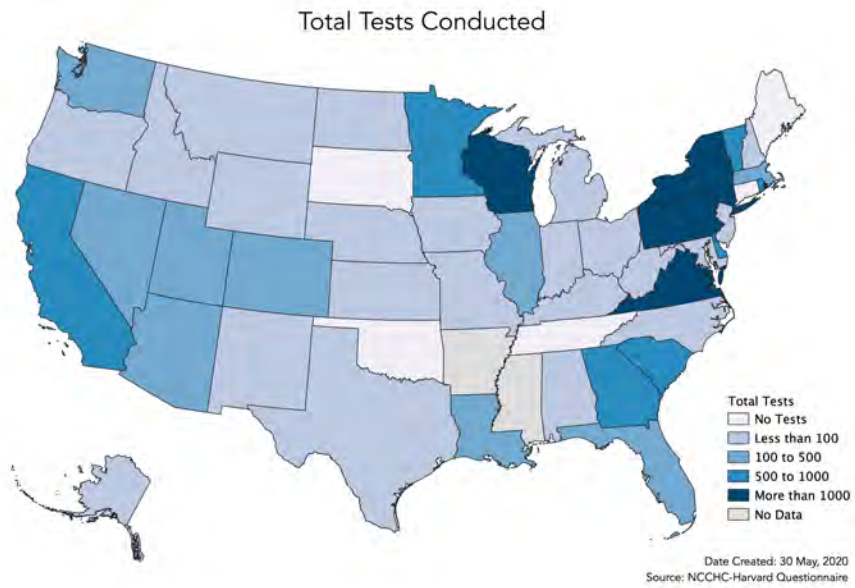 Total Tests Conducted
Total Tests
No Tests
Less than 100
100 to 500
500 to 1000
More than 1000
No Data
Date Created: 30 May, 2020
Source: NCCHC-Harvard Questionnaire